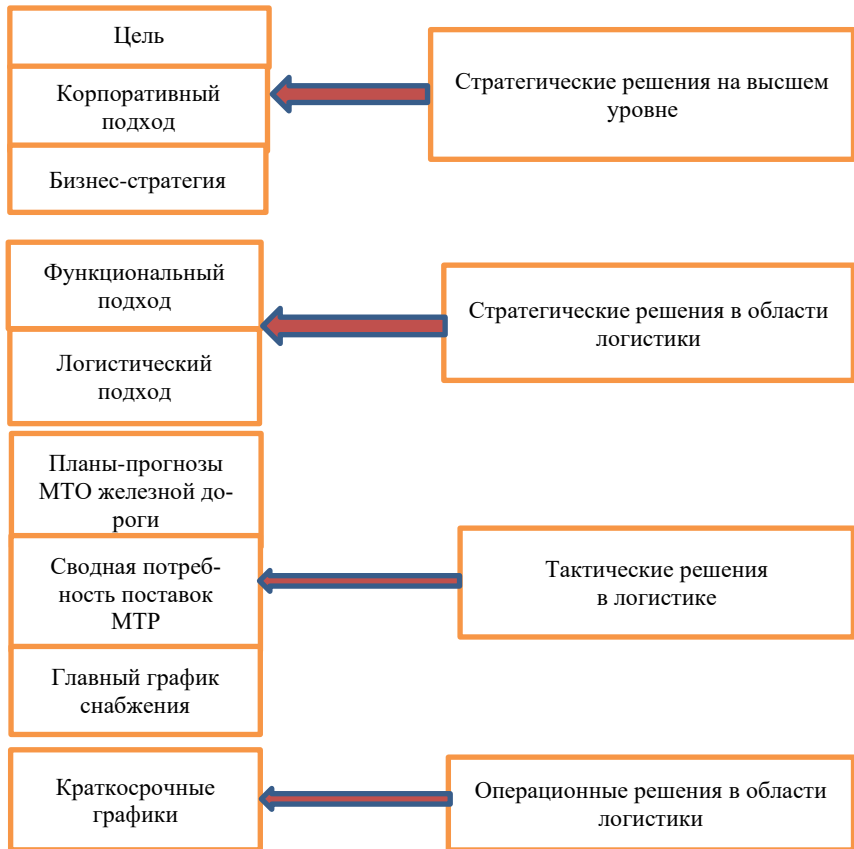 Цель
Корпоративный
подход
Бизнес-стратегия
Стратегические решения на высшем
уровне
Функциональный
подход
Логистический
подход
Стратегические решения в области
логистики
Планы-прогнозы
МТО железной до-
роги
Сводная потреб-
ность поставок
МТР
Главный график
снабжения
Тактические решения
в логистике
Краткосрочные
графики
Операционные решения в области
логистики